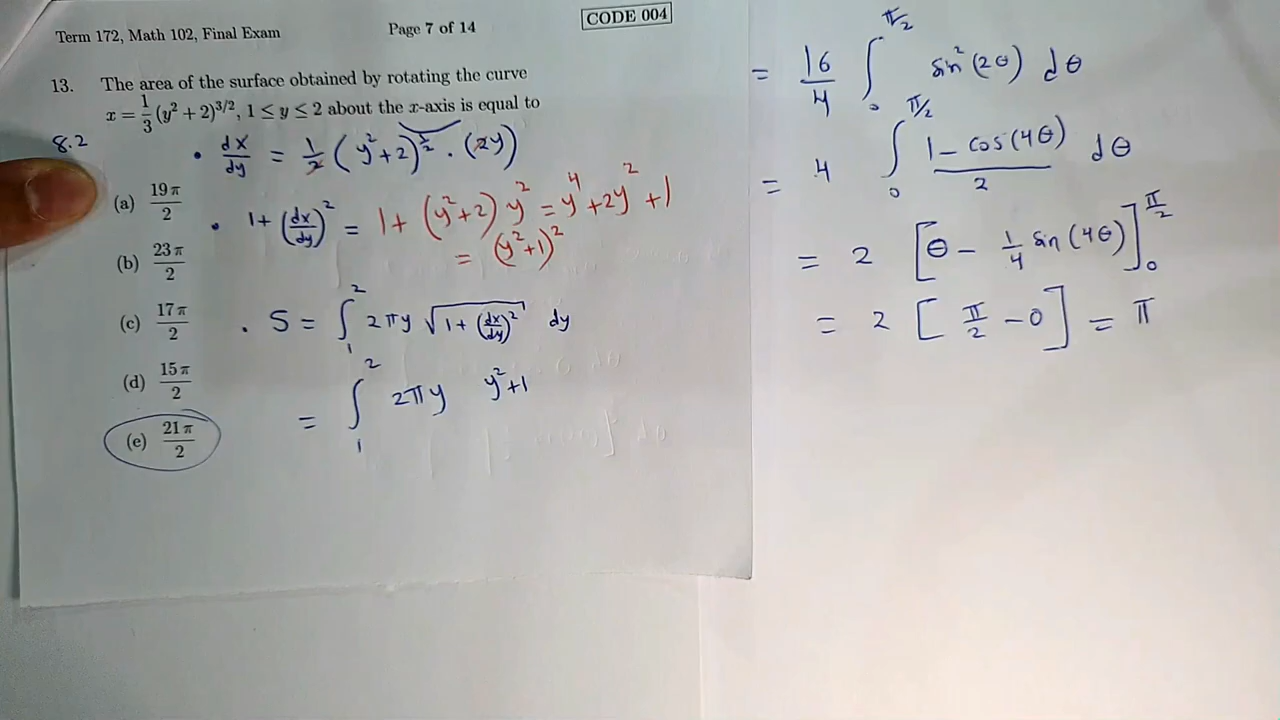 Term 172, Math 102, Final Exam Page 7 of 14 CODE 004
13. The area of the surface obtained by rotating the curve
x = 1/3 (y² + 2)^{3/2}, 1 ≤ y ≤ 2 about the x-axis is equal to
8.2
• dx/dy = 1/2 (y²+2)^{1/2} · (2y)
(a) 19π/2
• 1 + (dx/dy)² = 1 + (y²+2) y² = y⁴ + 2y² + 1
= (y²+1)²
(b) 23π/2
(c) 17π/2
• S = ∫₁² 2πy √(1 + (dx/dy)²) dy
(d) 15π/2
= ∫₁² 2πy y²+1
(e) 21π/2
= 16/4 ∫₀^{π/2} sin²(2θ) dθ
= 4 ∫₀^{π/2} (1 - cos(4θ))/2 dθ
= 2 [θ - 1/4 sin(4θ)]₀^{π/2}
= 2 [π/2 - 0] = π